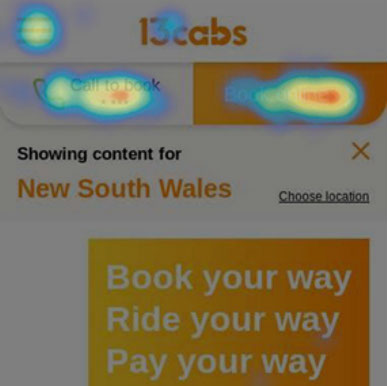 13cabs
Call to book
Book
Showing content for
New South Wales
Choose location
Book your way
Ride your way
Pay your way